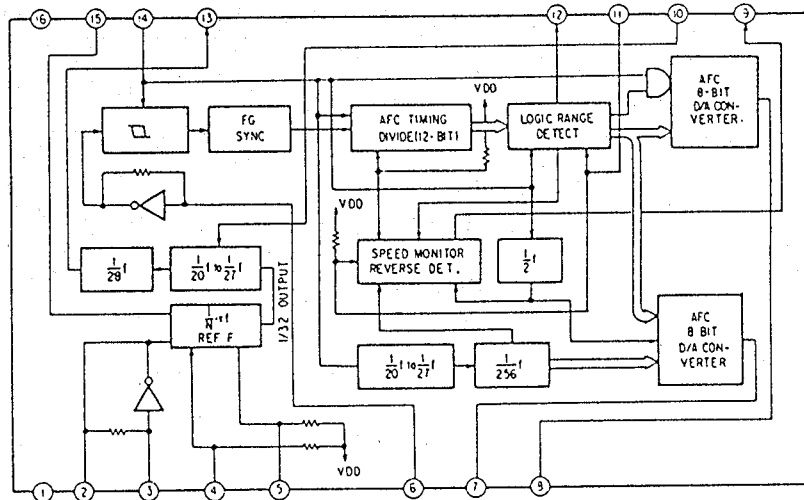 16 15 14 13 12 11 10 9
FG
SYNC
AFC TIMING
DIVIDE(12-BIT)
VDD
LOGIC RANGE
DETECT
AFC
8-BIT
D/A CON-
VERTER.
VDD
1/28 f
1/20 f to 1/27 f
1/32 OUTPUT
SPEED MONITOR
REVERSE DET.
1/2 f
REF F
1/20 f to 1/27 f
1/256 f
AFC
8 BIT
D/A CON-
VERTER
VDD
1 2 3 4 5 6 7 8